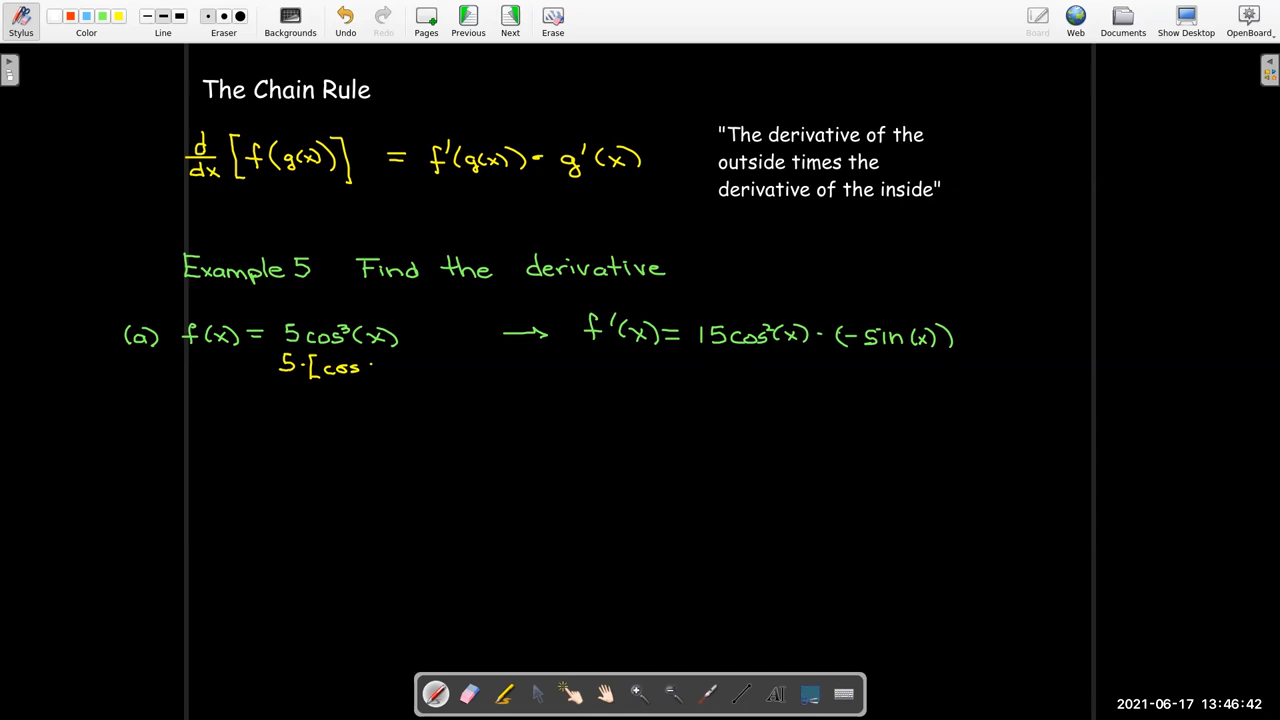 Stylus Color Line Eraser Backgrounds Undo Redo Pages Previous Next Erase Board Web Documents Show Desktop OpenBoard
The Chain Rule
d/dx [f(g(x))] = f'(g(x)) · g'(x)
"The derivative of the
outside times the
derivative of the inside"
Example 5 Find the derivative
(a) f(x) = 5cos³(x) → f'(x) = 15cos²(x) · (-sin(x))
5·[cos
AI
2021-06-17 13:46:42